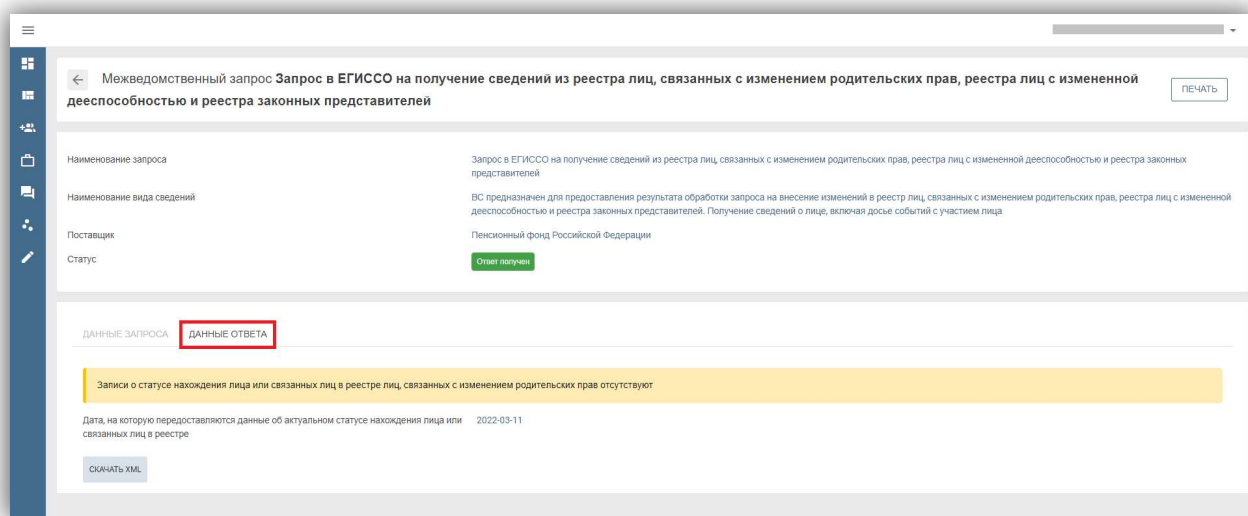 Межведомственный запрос Запрос в ЕГИССО на получение сведений из реестра лиц, связанных с изменением родительских прав, реестра лиц с измененной
дееспособностью и реестра законных представителей
ПЕЧАТЬ
Наименование запроса
Запрос в ЕГИССО на получение сведений из реестра лиц, связанных с изменением родительских прав, реестра лиц с измененной дееспособностью и реестра законных
представителей
Наименование вида сведений
ВС предназначен для предоставления результата обработки запроса на внесение изменений в реестр лиц, связанных с изменением родительских прав, реестра лиц с измененной
дееспособностью и реестра законных представителей. Получение сведений о лице, включая досье событий с участием лица
Поставщик
Пенсионный фонд Российской Федерации
Статус
Ответ получен
ДАННЫЕ ЗАПРОСА
ДАННЫЕ ОТВЕТА
Записи о статусе нахождения лица или связанных лиц в реестре лиц, связанных с изменением родительских прав отсутствуют
Дата, на которую передоставляются данные об актуальном статусе нахождения лица или
связанных лиц в реестре
2022-03-11
СКАЧАТЬ XML